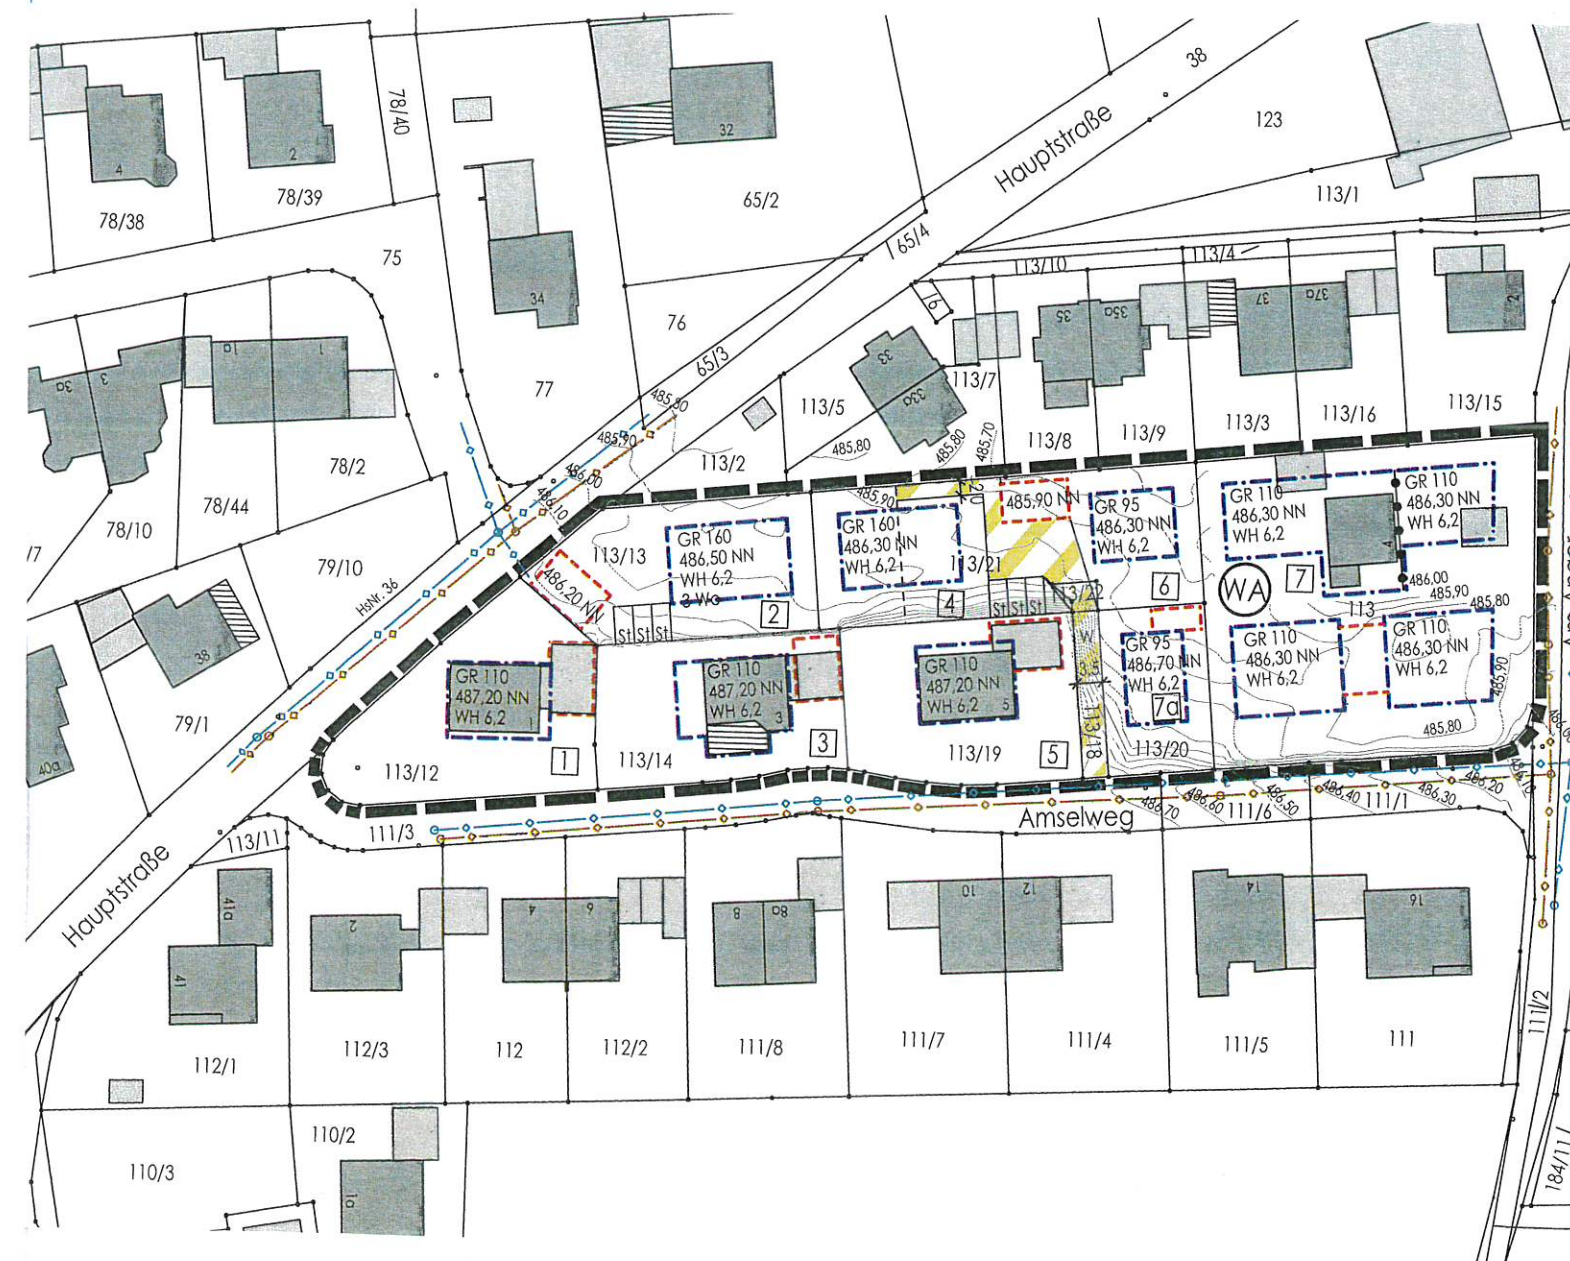 38
123
Hauptstraße
113/1
78/40
4
2
32
78/38
78/39
65/2
75
65/4
113/10
113/4
34
76
16
35
35a
37
37a
2
33
33a
65/3
3a
3
1a
1
77
113/5
113/7
113/8
113/9
113/3
113/16
113/15
485,80
485,90
486,00
486,10
485,80
485,80
485,70
485,90
78/2
78/44
78/10
/7
79/10
HsNr. 36
113/2
113/13
486,20 NN
GR 160
486,50 NN
WH 6,2
3 Wo
2
St St St
GR 160
486,30 NN
WH 6,2
4
113/21
485,90 NN
St St St
113/22
GR 95
486,30 NN
WH 6,2
6
WA
7
GR 110
486,30 NN
WH 6,2
4
GR 110
486,30 NN
WH 6,2
486,00
485,90
485,80
113
38
79/1
40a
GR 110
487,20 NN
WH 6,2
1
1
113/12
GR 110
487,20 NN
WH 6,2
3
3
113/14
GR 110
487,20 NN
WH 6,2
5
5
113/19
W
113/18
GR 95
486,70 NN
WH 6,2
7a
113/20
GR 110
486,30 NN
WH 6,2
GR 110
486,30 NN
WH 6,2
485,90
485,80
486,00
486,10
486,20
486,30
486,40
486,50
486,60
486,70
111/1
111/6
Amselweg
111/3
113/11
Hauptstraße
41a
41
2
4
6
8
8a
10
12
14
16
112/1
112/3
112
112/2
111/8
111/7
111/4
111/5
111
111/2
110/3
110/2
1a
184/11/